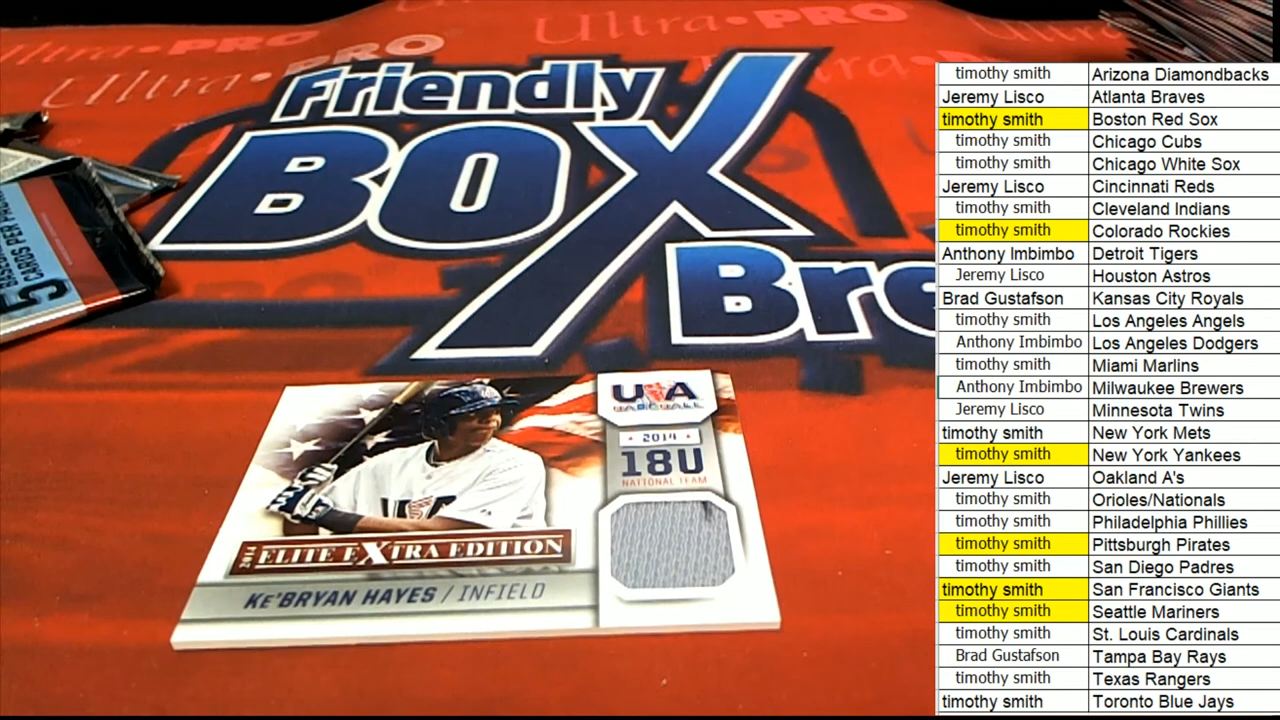 Ultra•PRO
Ultra•PRO
Ultra•PRO
Friendly
BOX
Bre
5 CARDS PER PACK
USA
BASEBALL
2014
18U
NATIONAL TEAM
USA
2014 ELITE EXTRA EDITION
KE'BRYAN HAYES / INFIELD
timothy smith Arizona Diamondbacks
Jeremy Lisco Atlanta Braves
timothy smith Boston Red Sox
timothy smith Chicago Cubs
timothy smith Chicago White Sox
Jeremy Lisco Cincinnati Reds
timothy smith Cleveland Indians
timothy smith Colorado Rockies
Anthony Imbimbo Detroit Tigers
Jeremy Lisco Houston Astros
Brad Gustafson Kansas City Royals
timothy smith Los Angeles Angels
Anthony Imbimbo Los Angeles Dodgers
timothy smith Miami Marlins
Anthony Imbimbo Milwaukee Brewers
Jeremy Lisco Minnesota Twins
timothy smith New York Mets
timothy smith New York Yankees
Jeremy Lisco Oakland A's
timothy smith Orioles/Nationals
timothy smith Philadelphia Phillies
timothy smith Pittsburgh Pirates
timothy smith San Diego Padres
timothy smith San Francisco Giants
timothy smith Seattle Mariners
timothy smith St. Louis Cardinals
Brad Gustafson Tampa Bay Rays
timothy smith Texas Rangers
timothy smith Toronto Blue Jays